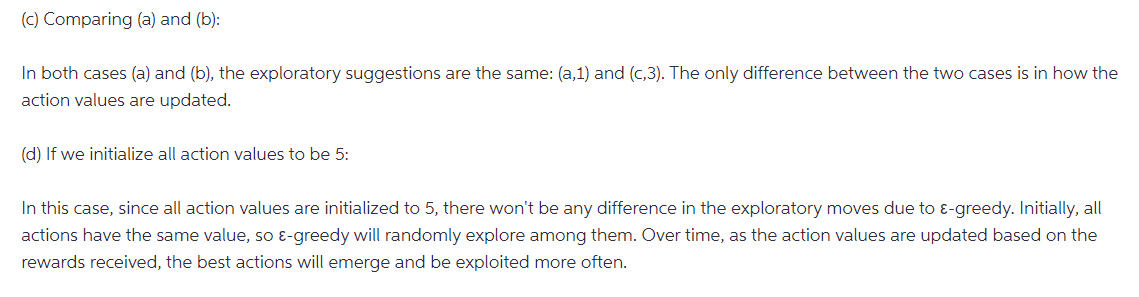 (c) Comparing (a) and (b):
In both cases (a) and (b), the exploratory suggestions are the same: (a,1) and (c,3). The only difference between the two cases is in how the
action values are updated.
(d) If we initialize all action values to be 5:
In this case, since all action values are initialized to 5, there won't be any difference in the exploratory moves due to ε-greedy. Initially, all
actions have the same value, so ε-greedy will randomly explore among them. Over time, as the action values are updated based on the
rewards received, the best actions will emerge and be exploited more often.